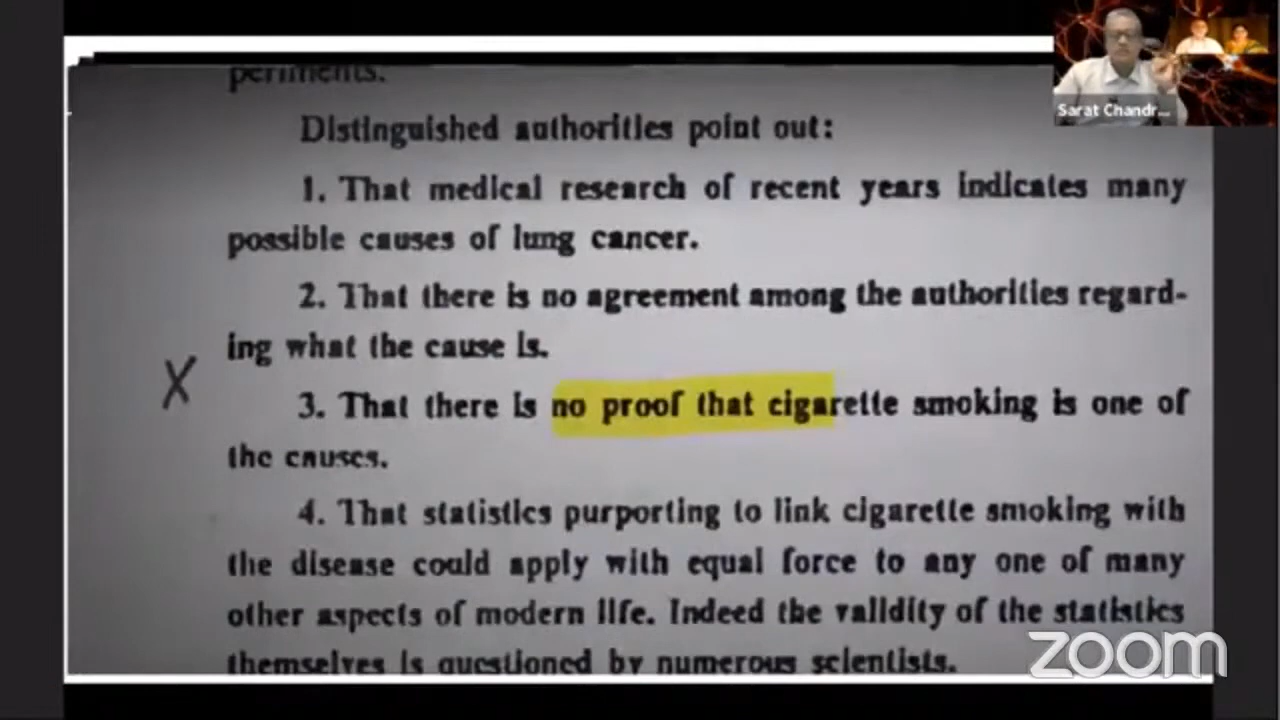 periments.
Distinguished authorities point out:
1. That medical research of recent years indicates many
possible causes of lung cancer.
2. That there is no agreement among the authorities regard-
ing what the cause is.
X
3. That there is no proof that cigarette smoking is one of
the causes.
4. That statistics purporting to link cigarette smoking with
the disease could apply with equal force to any one of many
other aspects of modern life. Indeed the validity of the statistics
themselves is questioned by numerous scientists.
Sarat Chandr...
zoom